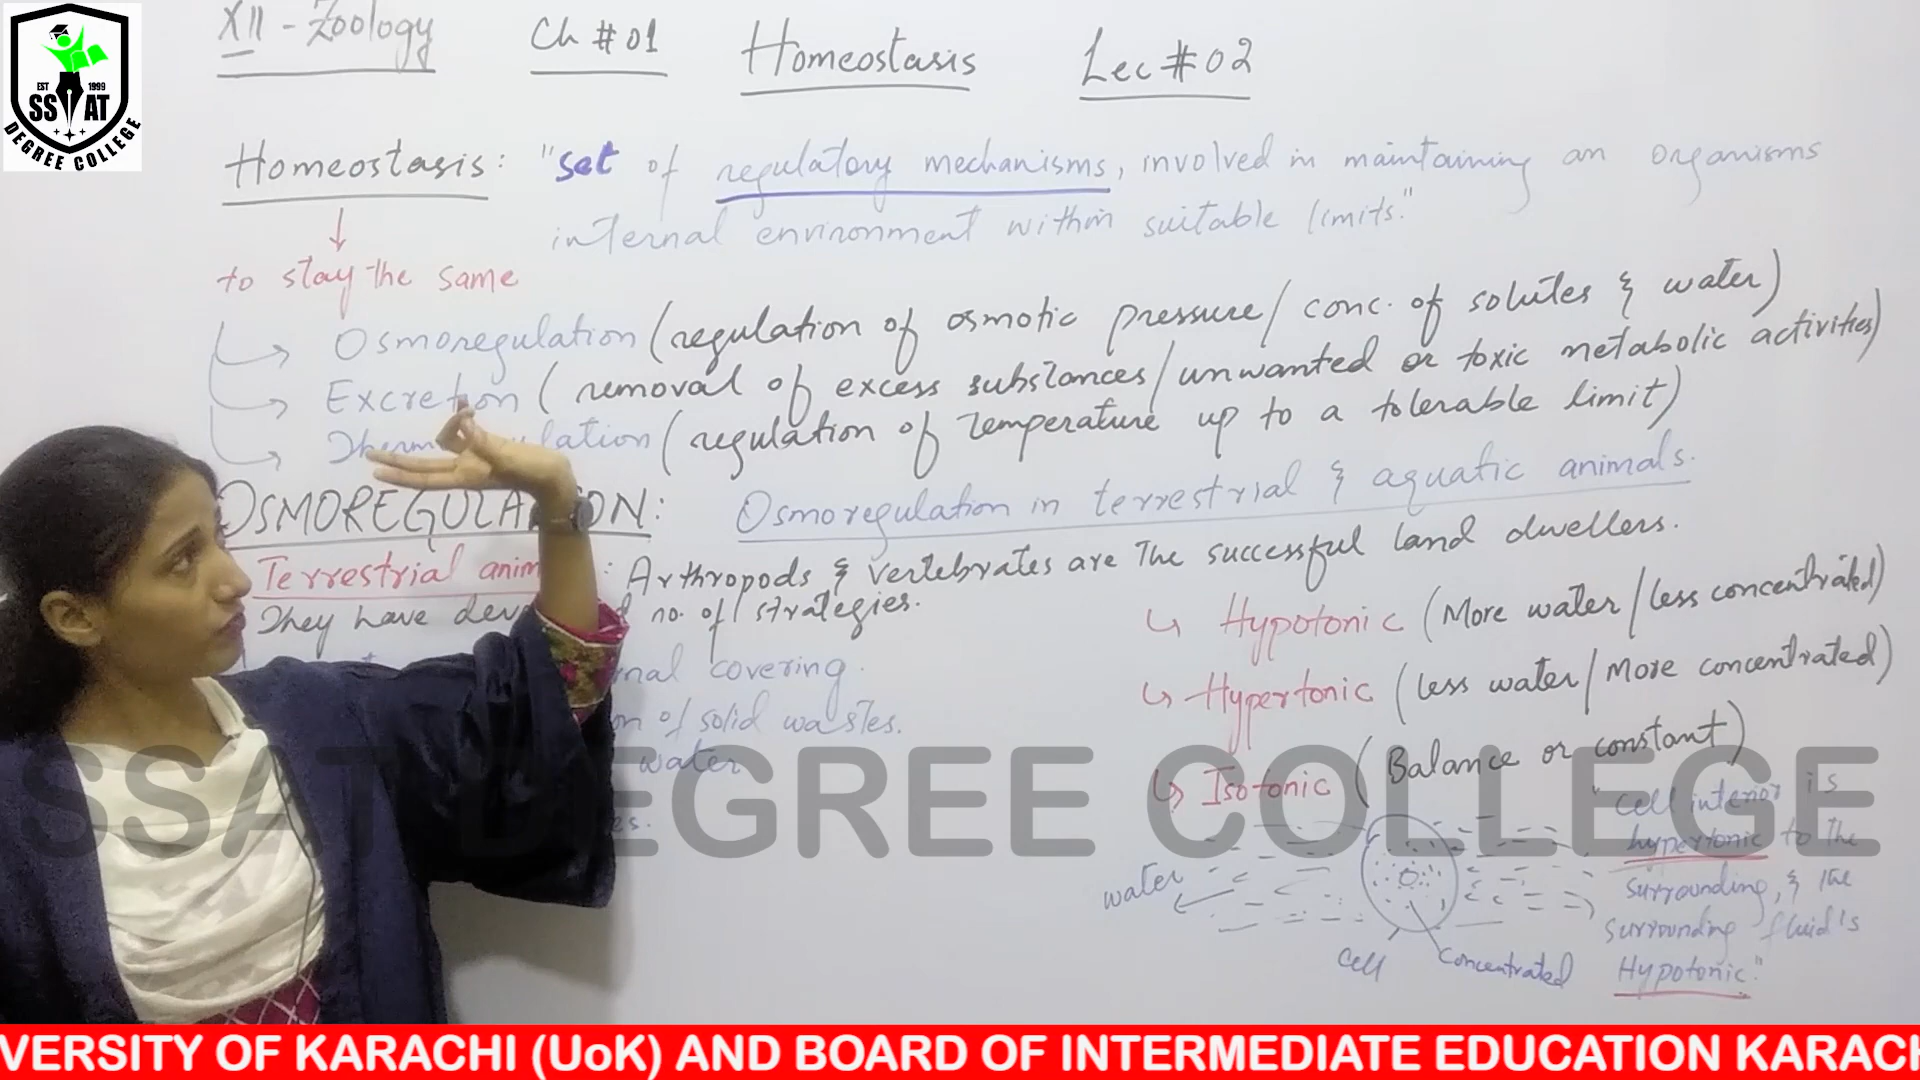 EST 1999
SSAT
DEGREE COLLEGE
XII - Zoology Ch # 01 Homeostasis Lec # 02
Homeostasis: "Set of regulatory mechanisms, involved in maintaining an organisms
internal environment within suitable limits."
to stay the same
Osmoregulation (regulation of osmotic pressure/ conc. of solutes & water)
Excretion (removal of excess substances/unwanted or toxic metabolic activities)
(regulation of temperature up to a tolerable limit)
OSMOREGULATION: Osmoregulation in terrestrial & aquatic animals.
Terrestrial : Arthropods & vertebrates are The successful land dwellers.
They have no. of strategies.
covering.
of solid wastes.
water
Hypotonic (More water/less concentrated)
Hypertonic (less water/More concentrated)
Isotonic (Balance or constant)
"cell interior is
hypertonic to the
surrounding, & the
surrounding fluid is
Hypotonic."
water
cell
concentrated
SSAT DEGREE COLLEGE
VERSITY OF KARACHI (UoK) AND BOARD OF INTERMEDIATE EDUCATION KARACH